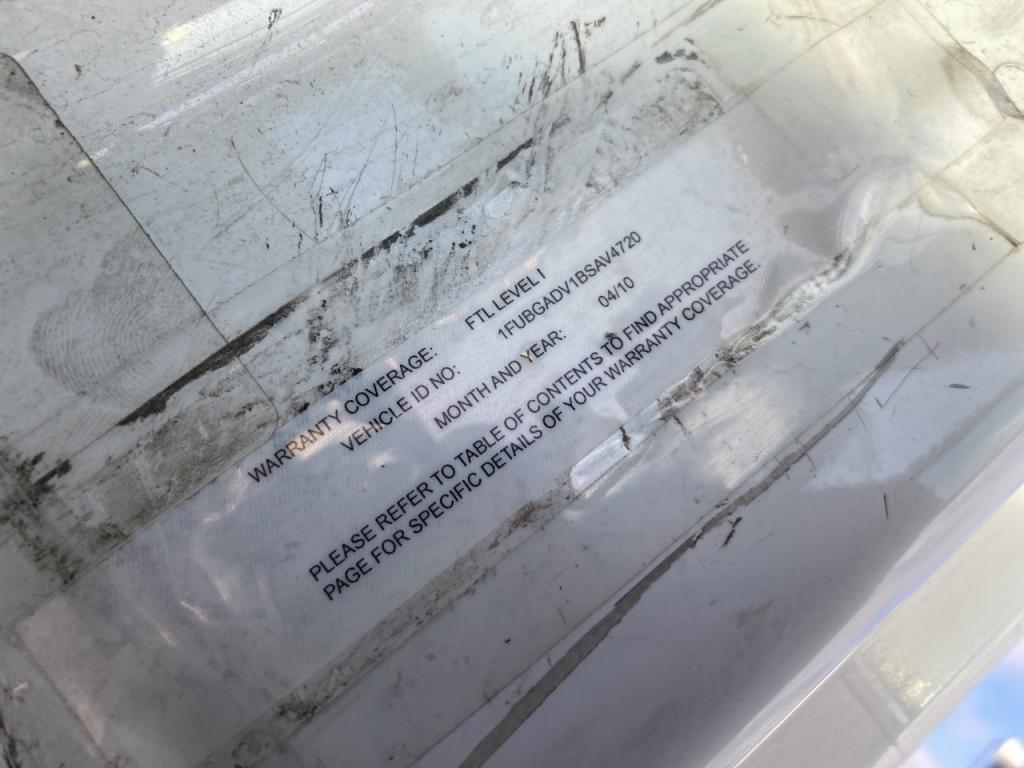 WARRANTY COVERAGE: FTL LEVEL I
VEHICLE ID NO: 1FUBGADV1BSAV4720
MONTH AND YEAR: 04/10
PLEASE REFER TO TABLE OF CONTENTS TO FIND APPROPRIATE
PAGE FOR SPECIFIC DETAILS OF YOUR WARRANTY COVERAGE.